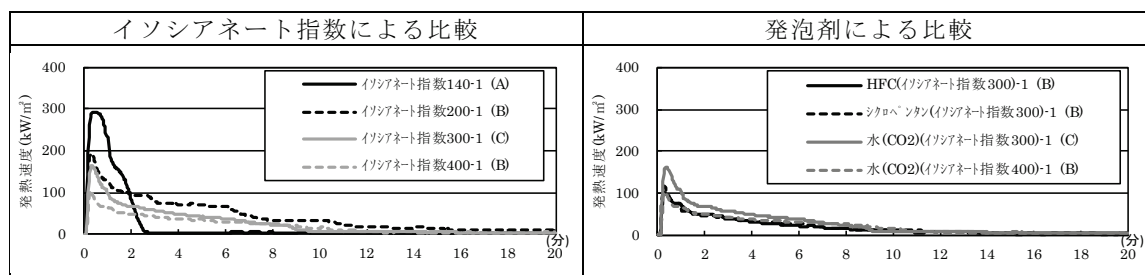 イソシアネート指数による比較
発熱速度(kW/㎡)
400
300
200
100
0
イソシアネート指数140-1 (A)
イソシアネート指数200-1 (B)
イソシアネート指数300-1 (C)
イソシアネート指数400-1 (B)
0 2 4 6 8 10 12 14 16 18 20
(分)
発泡剤による比較
発熱速度(kW/㎡)
400
300
200
100
0
HFC(イソシアネート指数300)-1 (B)
シクロペンタン(イソシアネート指数300)-1 (B)
水(CO2)(イソシアネート指数300)-1 (C)
水(CO2)(イソシアネート指数400)-1 (B)
0 2 4 6 8 10 12 14 16 18 20
(分)